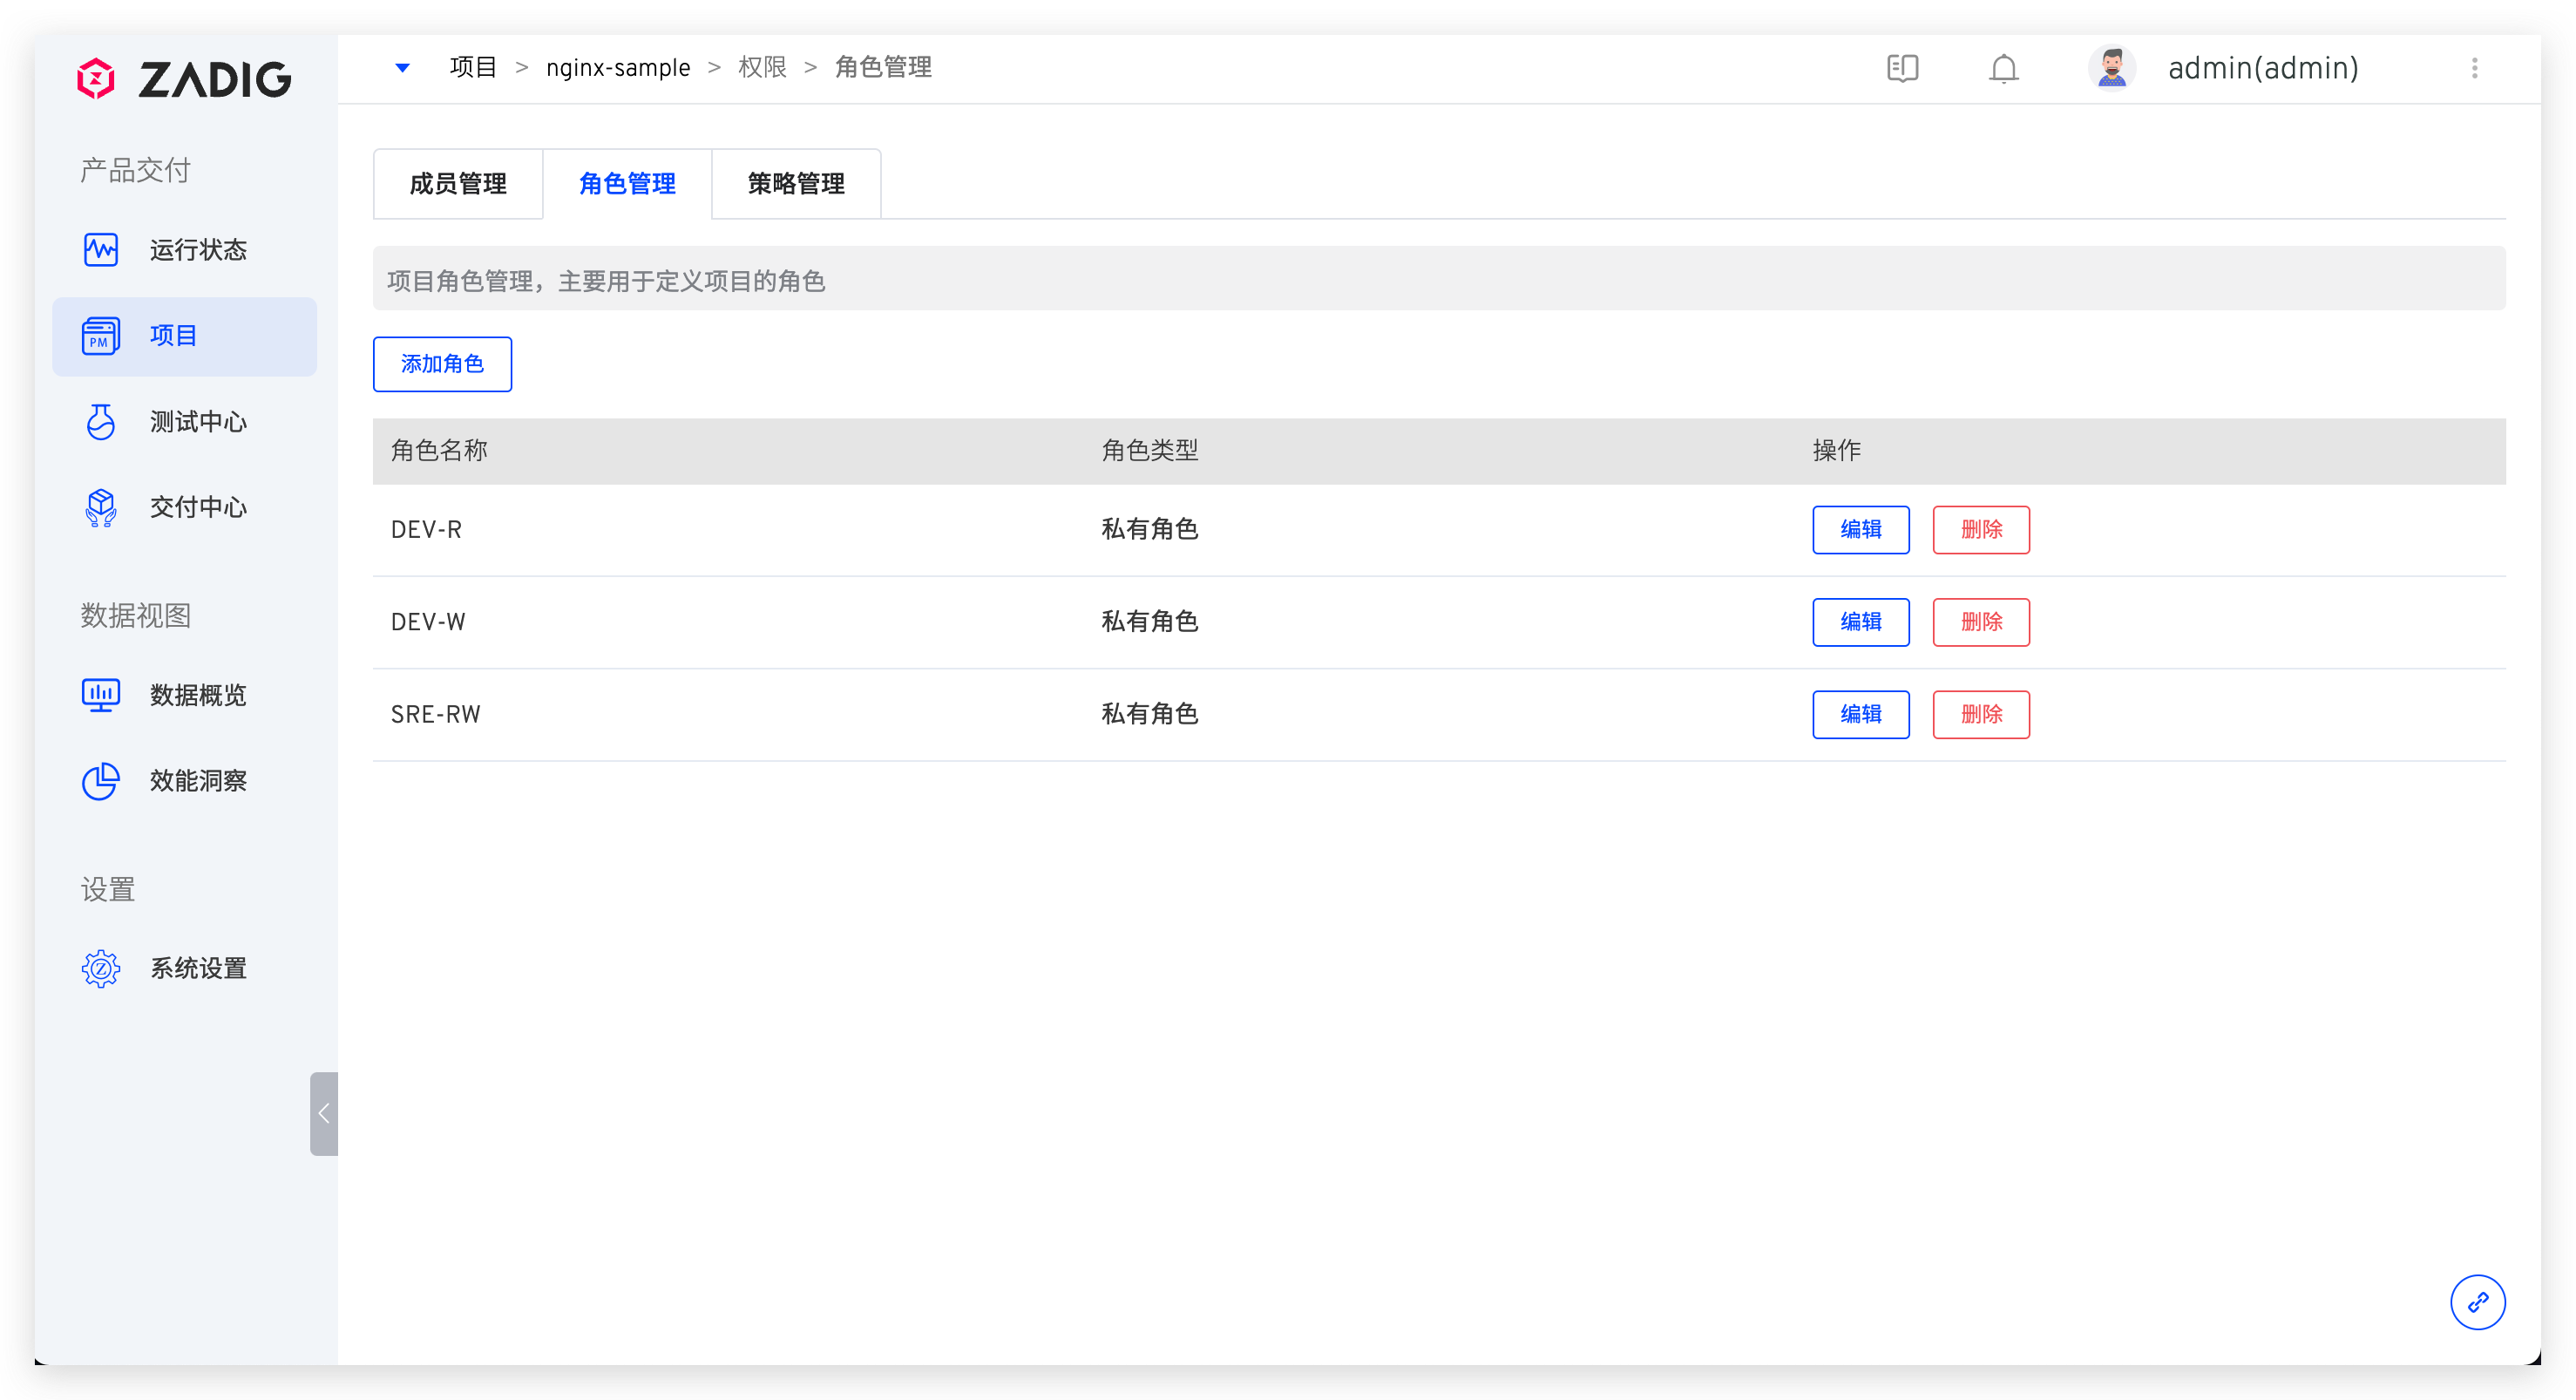 ZADIG
产品交付
运行状态
PM
项目
测试中心
交付中心
数据视图
数据概览
效能洞察
设置
系统设置
项目 > nginx-sample > 权限 > 角色管理
admin(admin)
成员管理 角色管理 策略管理
项目角色管理，主要用于定义项目的角色
添加角色
角色名称 角色类型 操作
DEV-R 私有角色 编辑 删除
DEV-W 私有角色 编辑 删除
SRE-RW 私有角色 编辑 删除